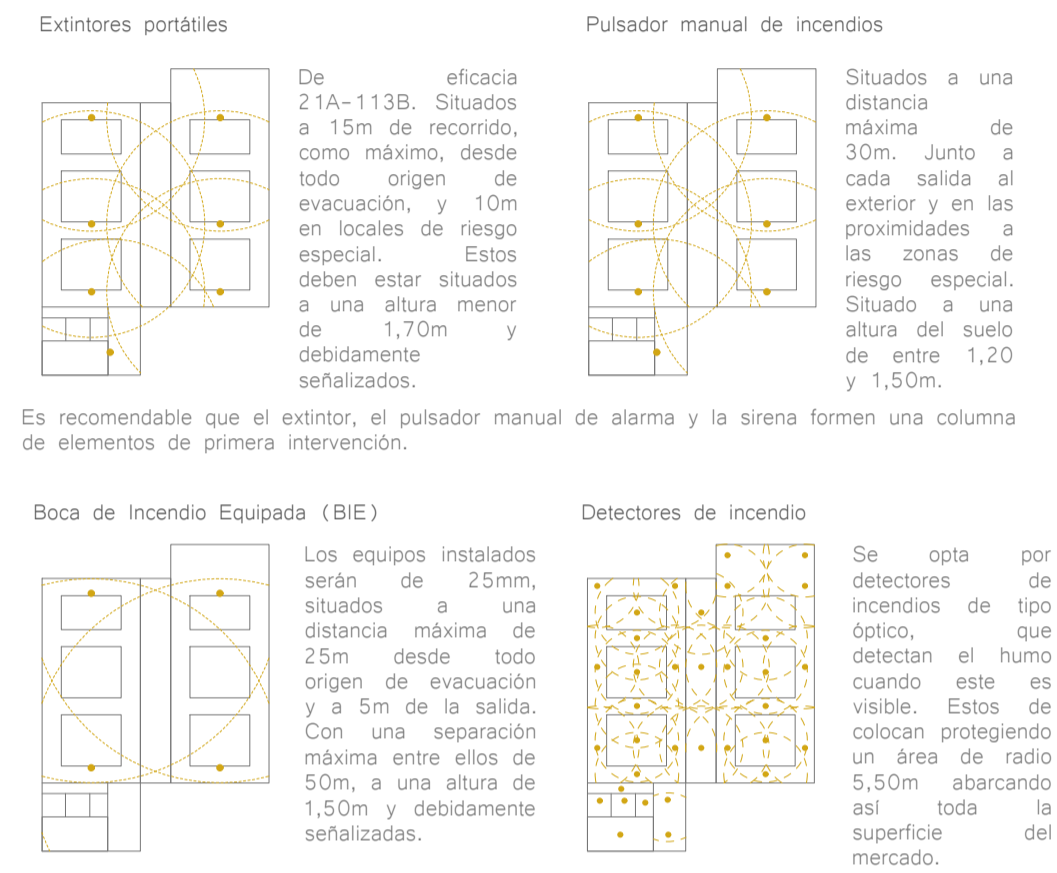 Extintores portátiles
De eficacia
21A-113B. Situados
a 15m de recorrido,
como máximo, desde
todo origen de
evacuación, y 10m
en locales de riesgo
especial. Estos
deben estar situados
a una altura menor
de 1,70m y
debidamente
señalizados.
Pulsador manual de incendios
Situados a una
distancia
máxima de
30m. Junto a
cada salida al
exterior y en las
proximidades a
las zonas de
riesgo especial.
Situado a una
altura del suelo
de entre 1,20
y 1,50m.
Es recomendable que el extintor, el pulsador manual de alarma y la sirena formen una columna
de elementos de primera intervención.
Boca de Incendio Equipada (BIE)
Los equipos instalados
serán de 25mm,
situados a una
distancia máxima de
25m desde todo
origen de evacuación
y a 5m de la salida.
Con una separación
máxima entre ellos de
50m, a una altura de
1,50m y debidamente
señalizadas.
Detectores de incendio
Se opta por
detectores de
incendios de tipo
óptico, que
detectan el humo
cuando este es
visible. Estos de
colocan protegiendo
un área de radio
5,50m abarcando
así toda la
superficie del
mercado.